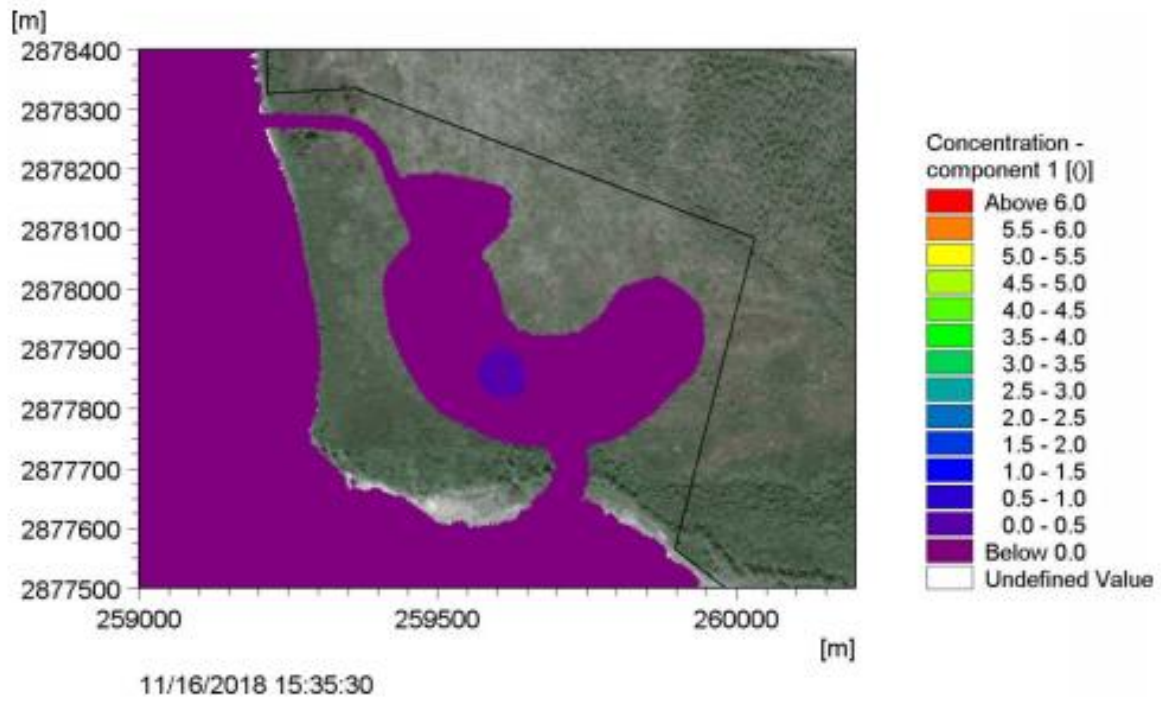 [m]
2878400
2878300
2878200
2878100
2878000
2877900
2877800
2877700
2877600
2877500
259000 259500 260000
[m]
11/16/2018 15:35:30
Concentration -
component 1 [()]
Above 6.0
5.5 - 6.0
5.0 - 5.5
4.5 - 5.0
4.0 - 4.5
3.5 - 4.0
3.0 - 3.5
2.5 - 3.0
2.0 - 2.5
1.5 - 2.0
1.0 - 1.5
0.5 - 1.0
0.0 - 0.5
Below 0.0
Undefined Value